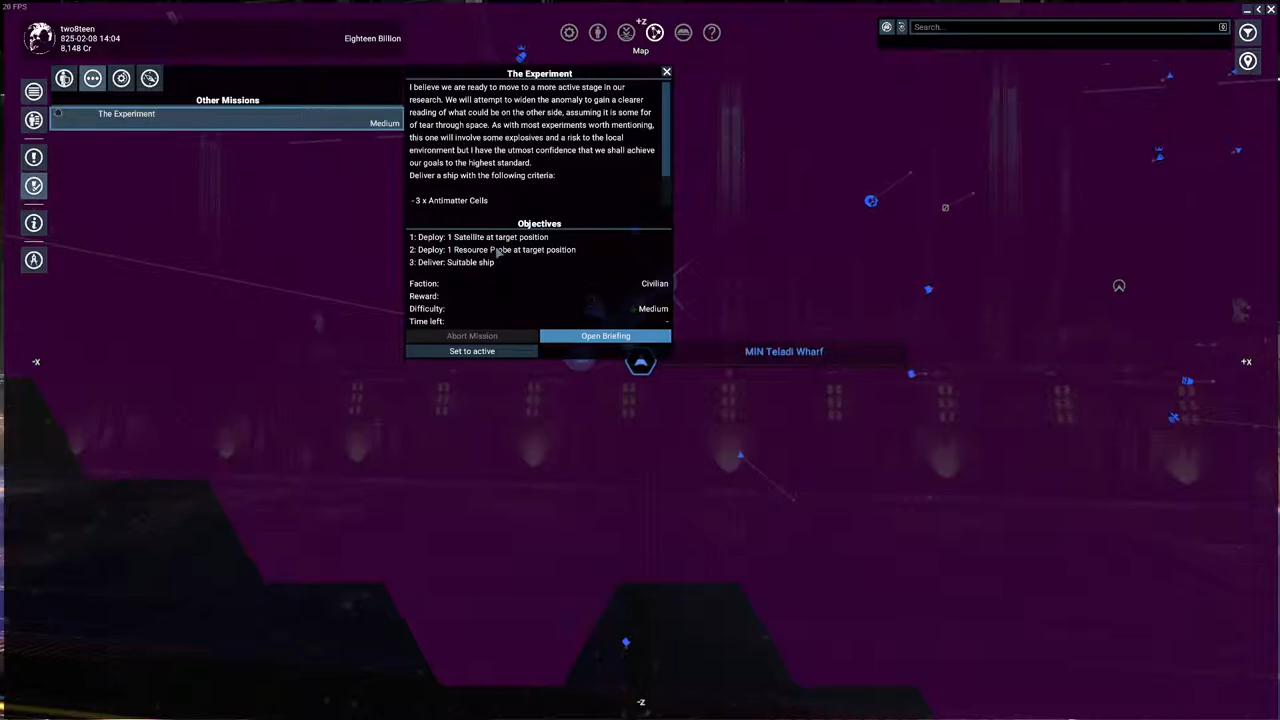 20 FPS
two8teen
825-02-08 14:04
8,148 Cr
Eighteen Billion
+z
Map
Search...
Other Missions
The Experiment
Medium
The Experiment
I believe we are ready to move to a more active stage in our
research. We will attempt to widen the anomaly to gain a clearer
reading of what could be on the other side, assuming it is some for
of tear through space. As with most experiments worth mentioning,
this one will involve some explosives and a risk to the local
environment but I have the utmost confidence that we shall achieve
our goals to the highest standard.
Deliver a ship with the following criteria:
- 3 x Antimatter Cells
Objectives
1: Deploy: 1 Satellite at target position
2: Deploy: 1 Resource Probe at target position
3: Deliver: Suitable ship
Faction: Civilian
Reward:
Difficulty: Medium
Time left: -
Abort Mission Open Briefing
Set to active
MIN Teladi Wharf
-x
+x
-z